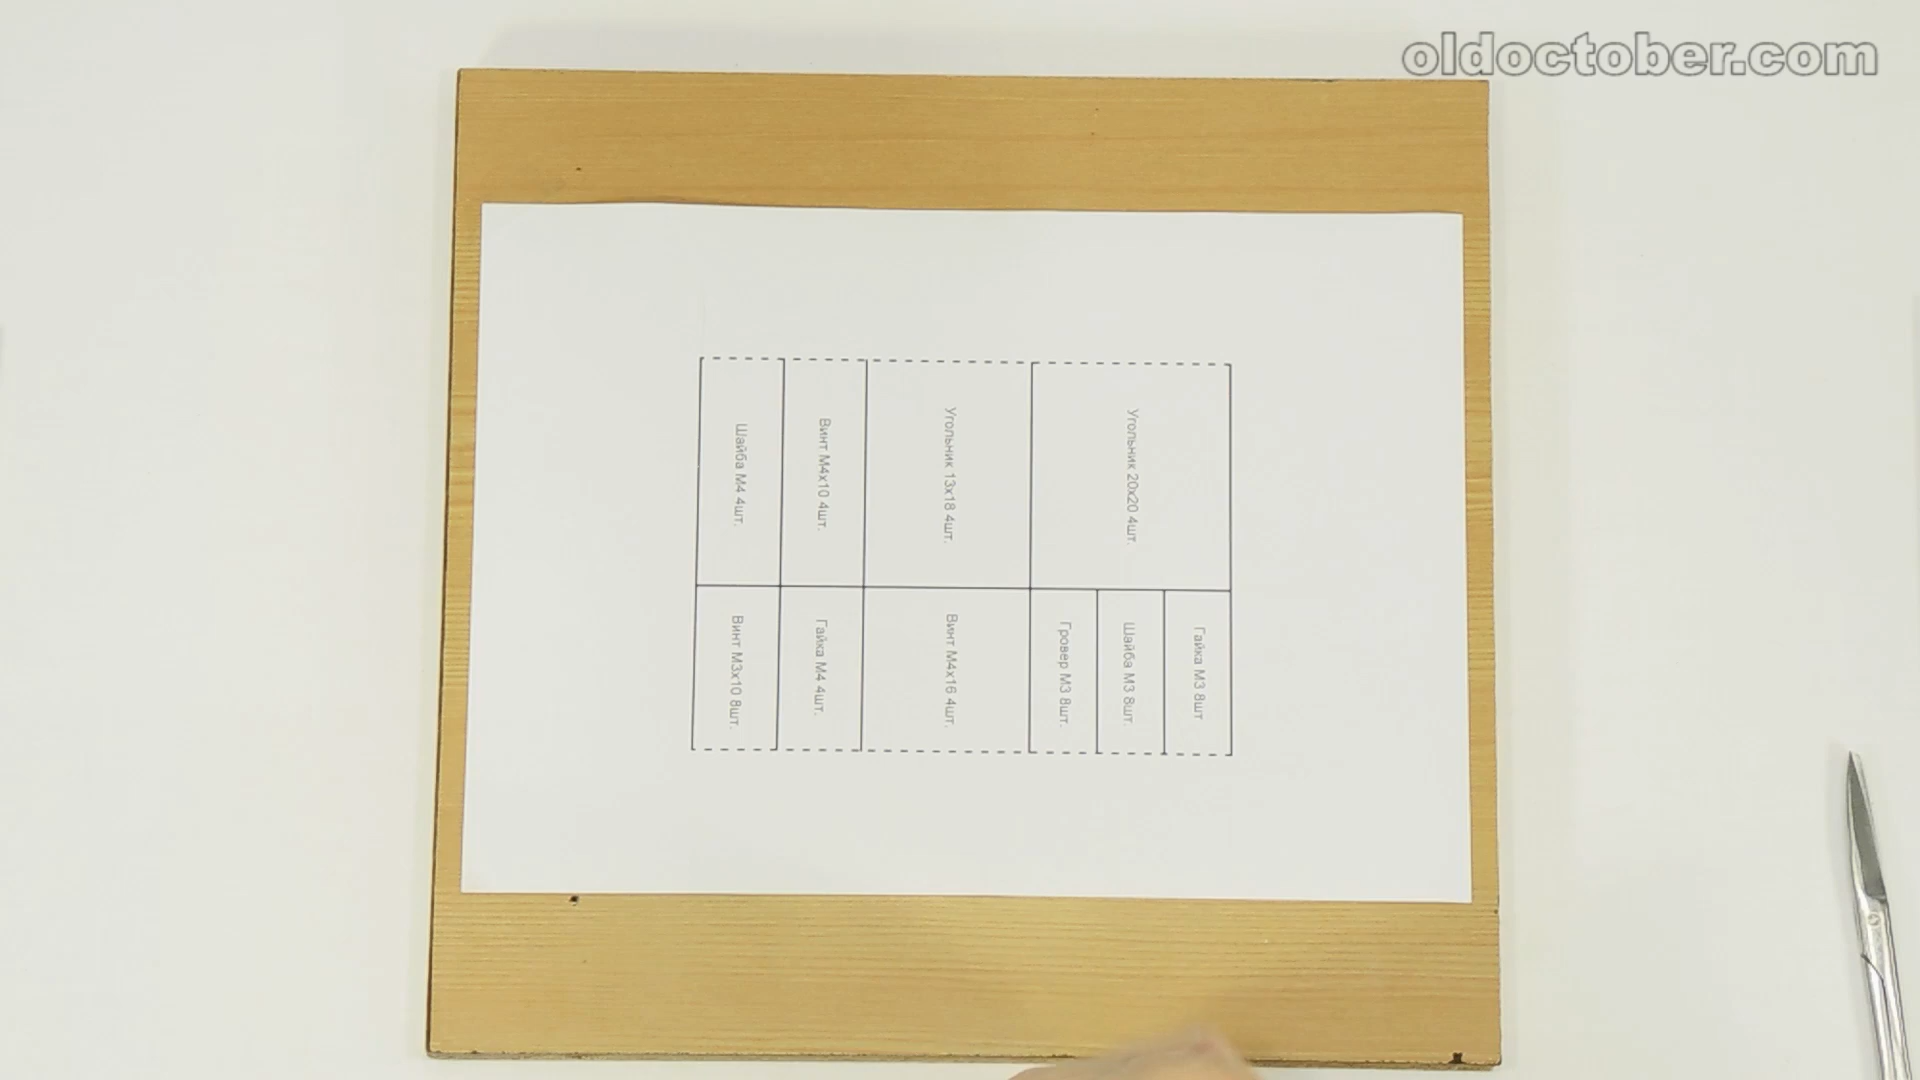 oldoctober.com
Угольник 20х20 4шт.
Гайка М3 8шт
Шайба М3 8шт.
Гровер М3 8шт.
Угольник 13х18 4шт.
Винт М4х16 4шт.
Винт М4х10 4шт.
Гайка М4 4шт.
Шайба М4 4шт.
Винт М3х10 8шт.